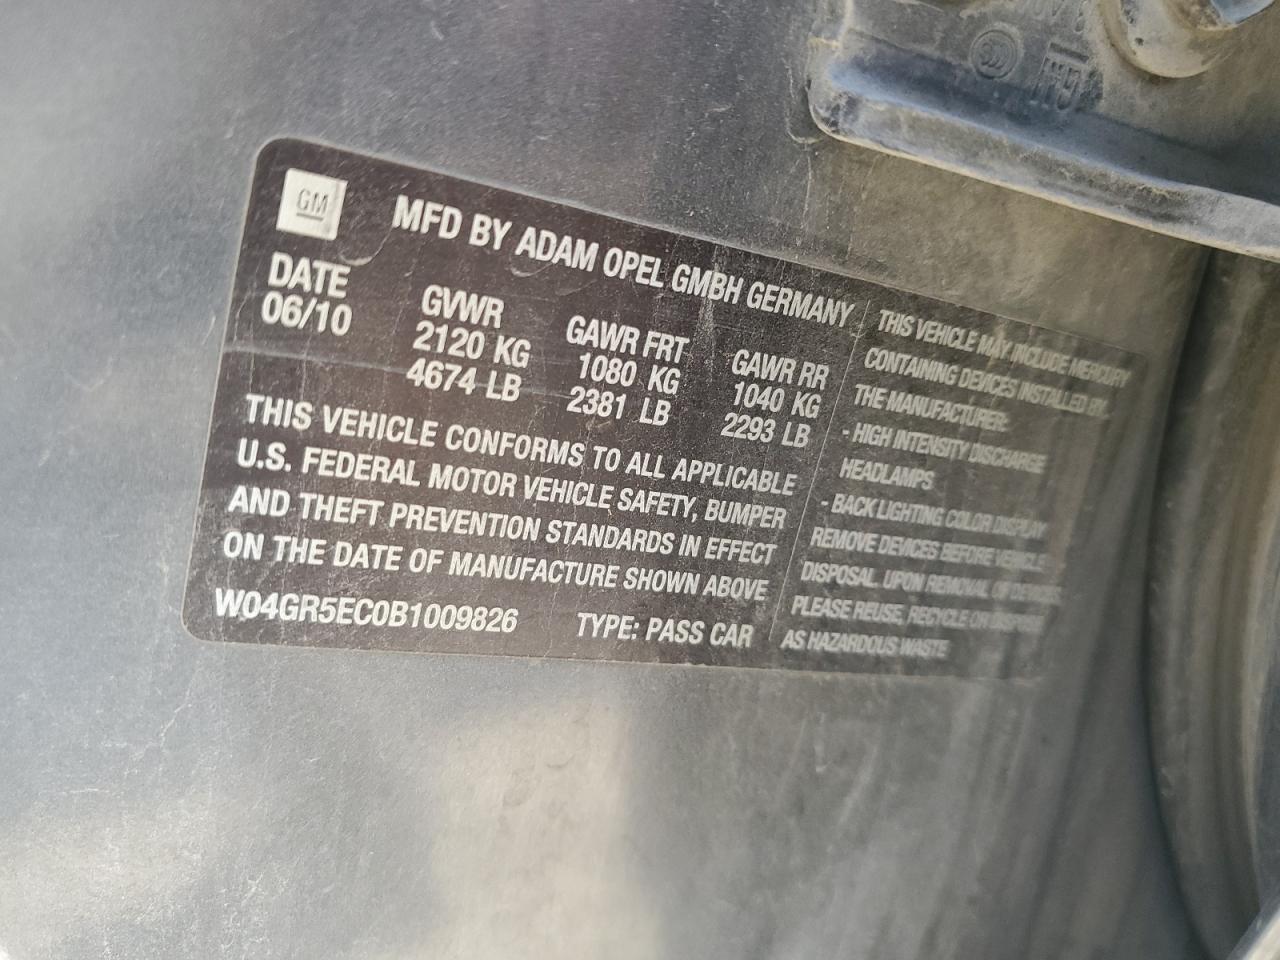 GM
MFD BY ADAM OPEL GMBH GERMANY
DATE
06/10
GVWR
2120 KG
4674 LB
GAWR FRT
1080 KG
2381 LB
GAWR RR
1040 KG
2293 LB
THIS VEHICLE CONFORMS TO ALL APPLICABLE
U.S. FEDERAL MOTOR VEHICLE SAFETY, BUMPER
AND THEFT PREVENTION STANDARDS IN EFFECT
ON THE DATE OF MANUFACTURE SHOWN ABOVE
W04GR5EC0B1009826
TYPE: PASS CAR
THIS VEHICLE MAY INCLUDE MERCURY
CONTAINING DEVICES INSTALLED BY
THE MANUFACTURER:
- HIGH INTENSITY DISCHARGE
HEADLAMPS
- BACK LIGHTING COLOR DISPLAY
REMOVE DEVICES BEFORE VEHICLE
DISPOSAL. UPON REMOVAL OF DEVICES
PLEASE REUSE, RECYCLE OR DISPOSE
AS HAZARDOUS WASTE